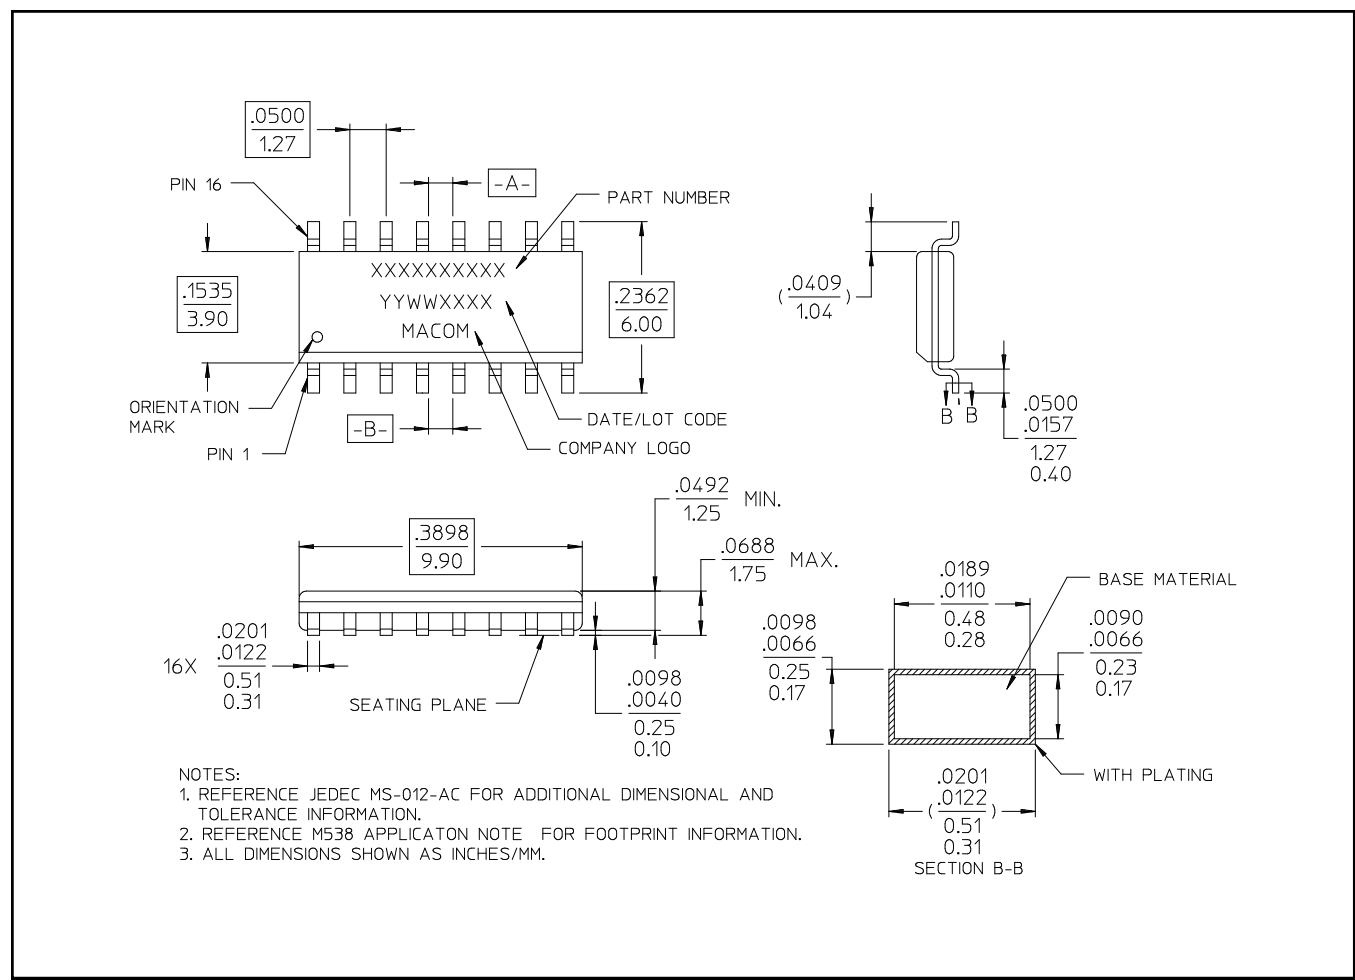 .0500
1.27
PIN 16
-A-
PART NUMBER
XXXXXXXXXX
YYWWXXXX
MACOM
.1535
3.90
.2362
6.00
ORIENTATION
MARK
PIN 1
-B-
DATE/LOT CODE
COMPANY LOGO
(.0409)
1.04
B B
.0500
.0157
1.27
0.40
.3898
9.90
.0492 MIN.
1.25
.0688 MAX.
1.75
16X
.0201
.0122
0.51
0.31
SEATING PLANE
.0098
.0040
0.25
0.10
.0189
.0110
0.48
0.28
BASE MATERIAL
.0098
.0066
0.25
0.17
.0090
.0066
0.23
0.17
WITH PLATING
.0201
(.0122)
0.51
0.31
SECTION B-B
NOTES:
1. REFERENCE JEDEC MS-012-AC FOR ADDITIONAL DIMENSIONAL AND
TOLERANCE INFORMATION.
2. REFERENCE M538 APPLICATON NOTE FOR FOOTPRINT INFORMATION.
3. ALL DIMENSIONS SHOWN AS INCHES/MM.